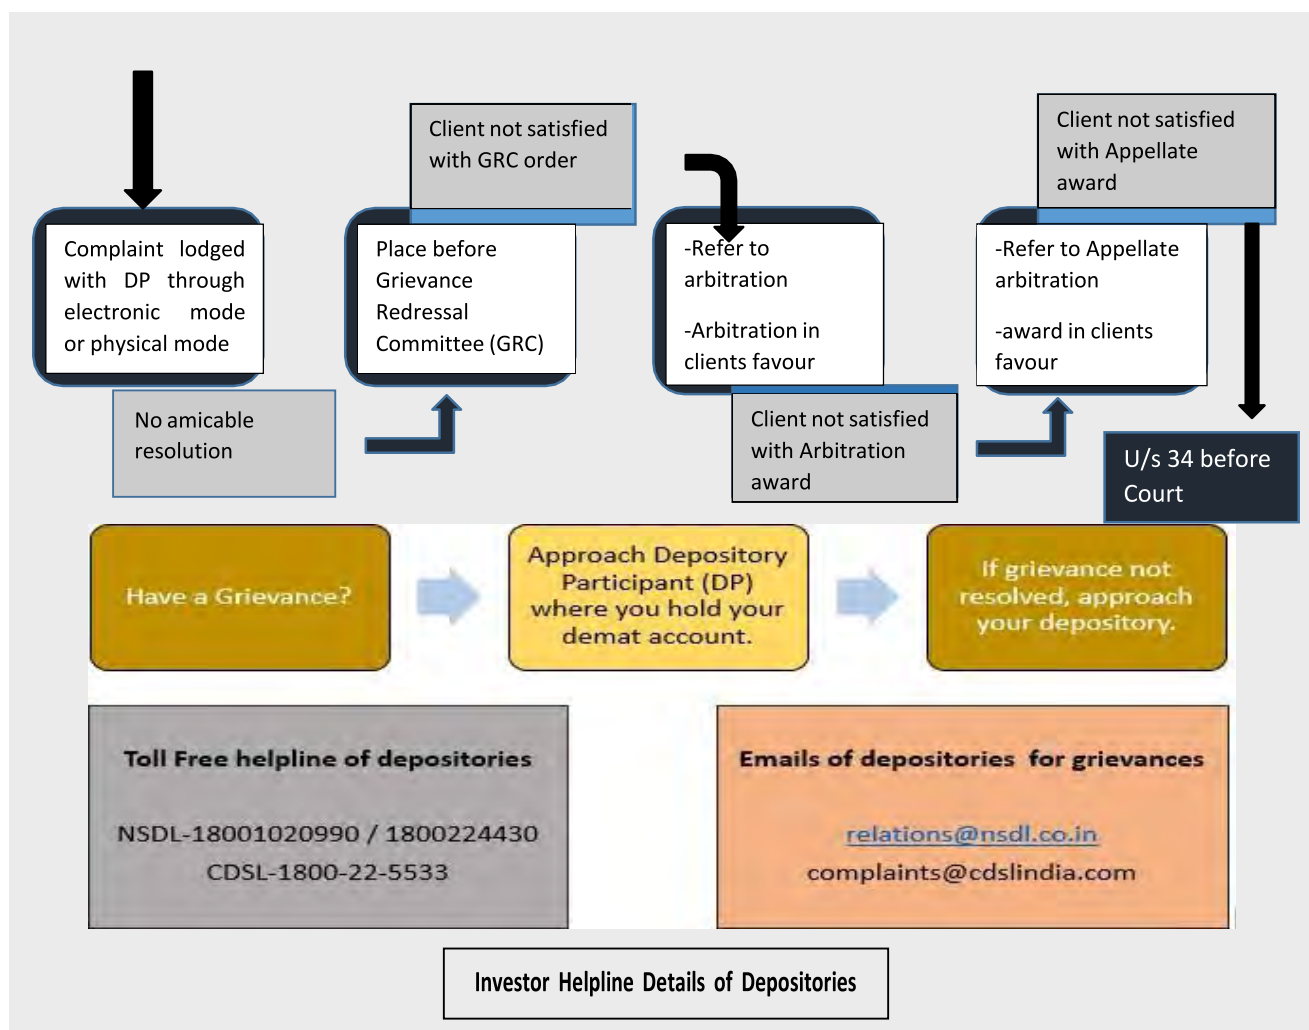 Complaint lodged
with DP through
electronic mode
or physical mode
No amicable
resolution
Place before
Grievance
Redressal
Committee (GRC)
Client not satisfied
with GRC order
-Refer to
arbitration
-Arbitration in
clients favour
Client not satisfied
with Arbitration
award
-Refer to Appellate
arbitration
-award in clients
favour
Client not satisfied
with Appellate
award
U/s 34 before
Court
Have a Grievance?
Approach Depository
Participant (DP)
where you hold your
demat account.
If grievance not
resolved, approach
your depository.
Toll Free helpline of depositories
NSDL-18001020990 / 1800224430
CDSL-1800-22-5533
Emails of depositories for grievances
relations@nsdl.co.in
complaints@cdslindia.com
Investor Helpline Details of Depositories